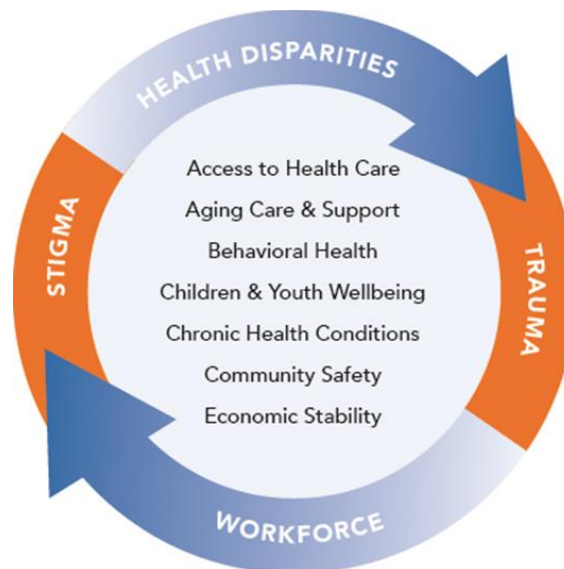 HEALTH DISPARITIES
Access to Health Care
Aging Care & Support
Behavioral Health
Children & Youth Wellbeing
Chronic Health Conditions
Community Safety
Economic Stability
STIGMA
TRAUMA
WORKFORCE